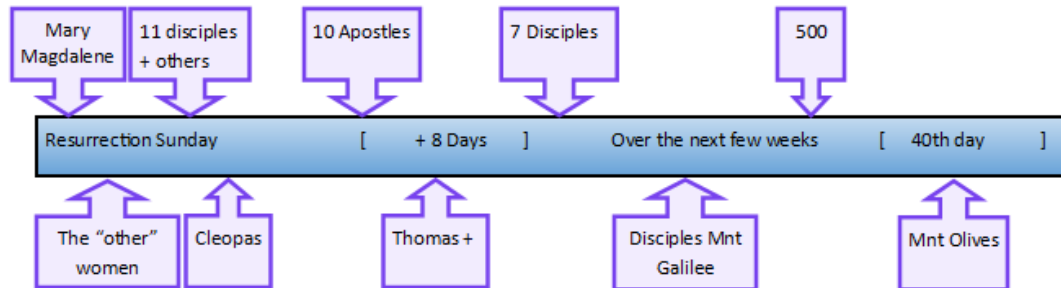 Mary
Magdalene
11 disciples
+ others
10 Apostles
7 Disciples
500
Resurrection Sunday [ + 8 Days ] Over the next few weeks [ 40th day ]
The “other”
women
Cleopas
Thomas +
Disciples Mnt
Galilee
Mnt Olives